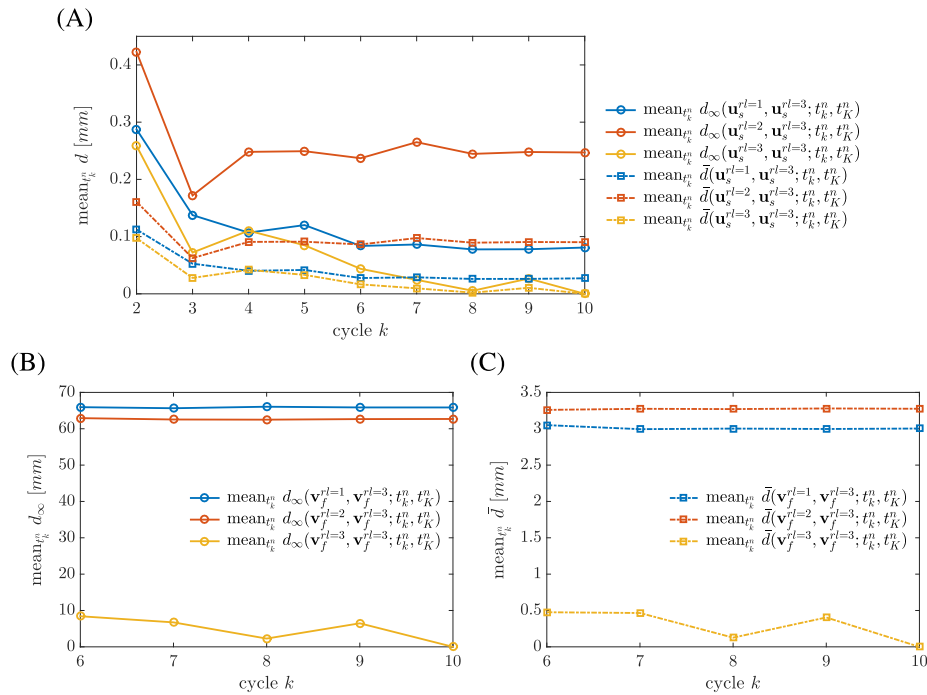 (A)
mean_{t_k^n} d [mm]
0.4
0.3
0.2
0.1
0
2 3 4 5 6 7 8 9 10
cycle k
mean_{t_k^n} d_∞(u_s^{rl=1}, u_s^{rl=3}; t_k^n, t_K^n)
mean_{t_k^n} d_∞(u_s^{rl=2}, u_s^{rl=3}; t_k^n, t_K^n)
mean_{t_k^n} d_∞(u_s^{rl=3}, u_s^{rl=3}; t_k^n, t_K^n)
mean_{t_k^n} d̄(u_s^{rl=1}, u_s^{rl=3}; t_k^n, t_K^n)
mean_{t_k^n} d̄(u_s^{rl=2}, u_s^{rl=3}; t_k^n, t_K^n)
mean_{t_k^n} d̄(u_s^{rl=3}, u_s^{rl=3}; t_k^n, t_K^n)
(B)
mean_{t_k^n} d_∞ [mm]
70
60
50
40
30
20
10
0
6 7 8 9 10
cycle k
mean_{t_k^n} d_∞(v_f^{rl=1}, v_f^{rl=3}; t_k^n, t_K^n)
mean_{t_k^n} d_∞(v_f^{rl=2}, v_f^{rl=3}; t_k^n, t_K^n)
mean_{t_k^n} d_∞(v_f^{rl=3}, v_f^{rl=3}; t_k^n, t_K^n)
(C)
mean_{t_k^n} d̄ [mm]
3.5
3
2.5
2
1.5
1
0.5
0
6 7 8 9 10
cycle k
mean_{t_k^n} d̄(v_f^{rl=1}, v_f^{rl=3}; t_k^n, t_K^n)
mean_{t_k^n} d̄(v_f^{rl=2}, v_f^{rl=3}; t_k^n, t_K^n)
mean_{t_k^n} d̄(v_f^{rl=3}, v_f^{rl=3}; t_k^n, t_K^n)